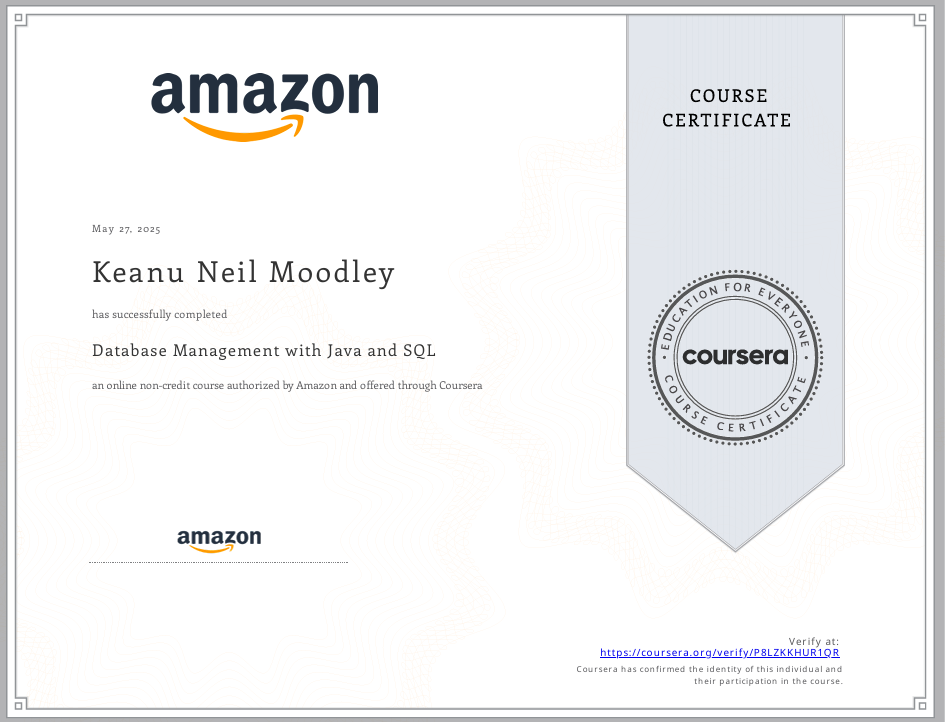 amazon
COURSE
CERTIFICATE
May 27, 2025
Keanu Neil Moodley
has successfully completed
Database Management with Java and SQL
an online non-credit course authorized by Amazon and offered through Coursera
EDUCATION FOR EVERYONE
coursera
COURSE CERTIFICATE
amazon
Verify at:
https://coursera.org/verify/P8LZKKHUR1QR
Coursera has confirmed the identity of this individual and
their participation in the course.